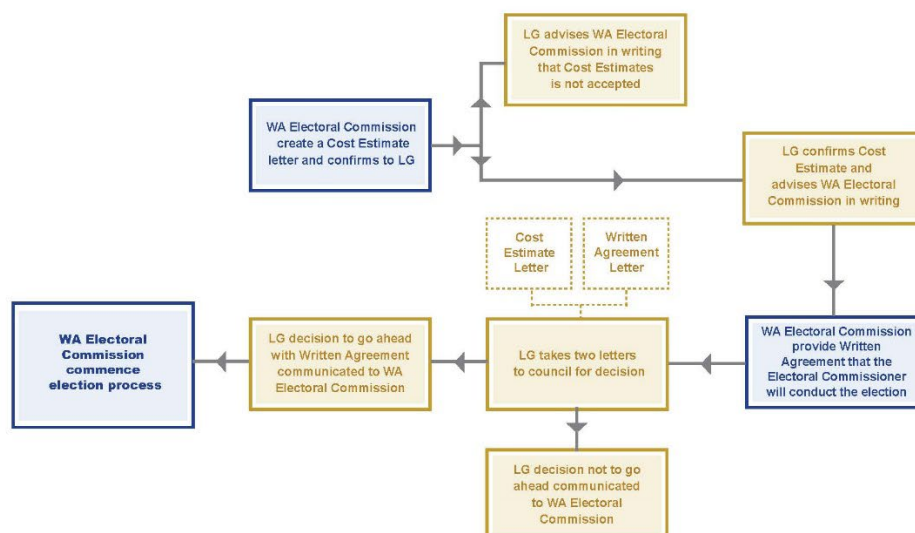 LG advises WA Electoral
Commission in writing
that Cost Estimates
is not accepted
WA Electoral Commission
create a Cost Estimate
letter and confirms to LG
LG confirms Cost
Estimate and
advises WA Electoral
Commission in writing
Cost
Estimate
Letter
Written
Agreement
Letter
WA Electoral
Commission
commence
election process
LG decision to go ahead
with Written Agreement
communicated to WA
Electoral Commission
LG takes two letters
to council for decision
WA Electoral Commission
provide Written
Agreement that the
Electoral Commissioner
will conduct the election
LG decision not to go
ahead communicated
to WA Electoral
Commission